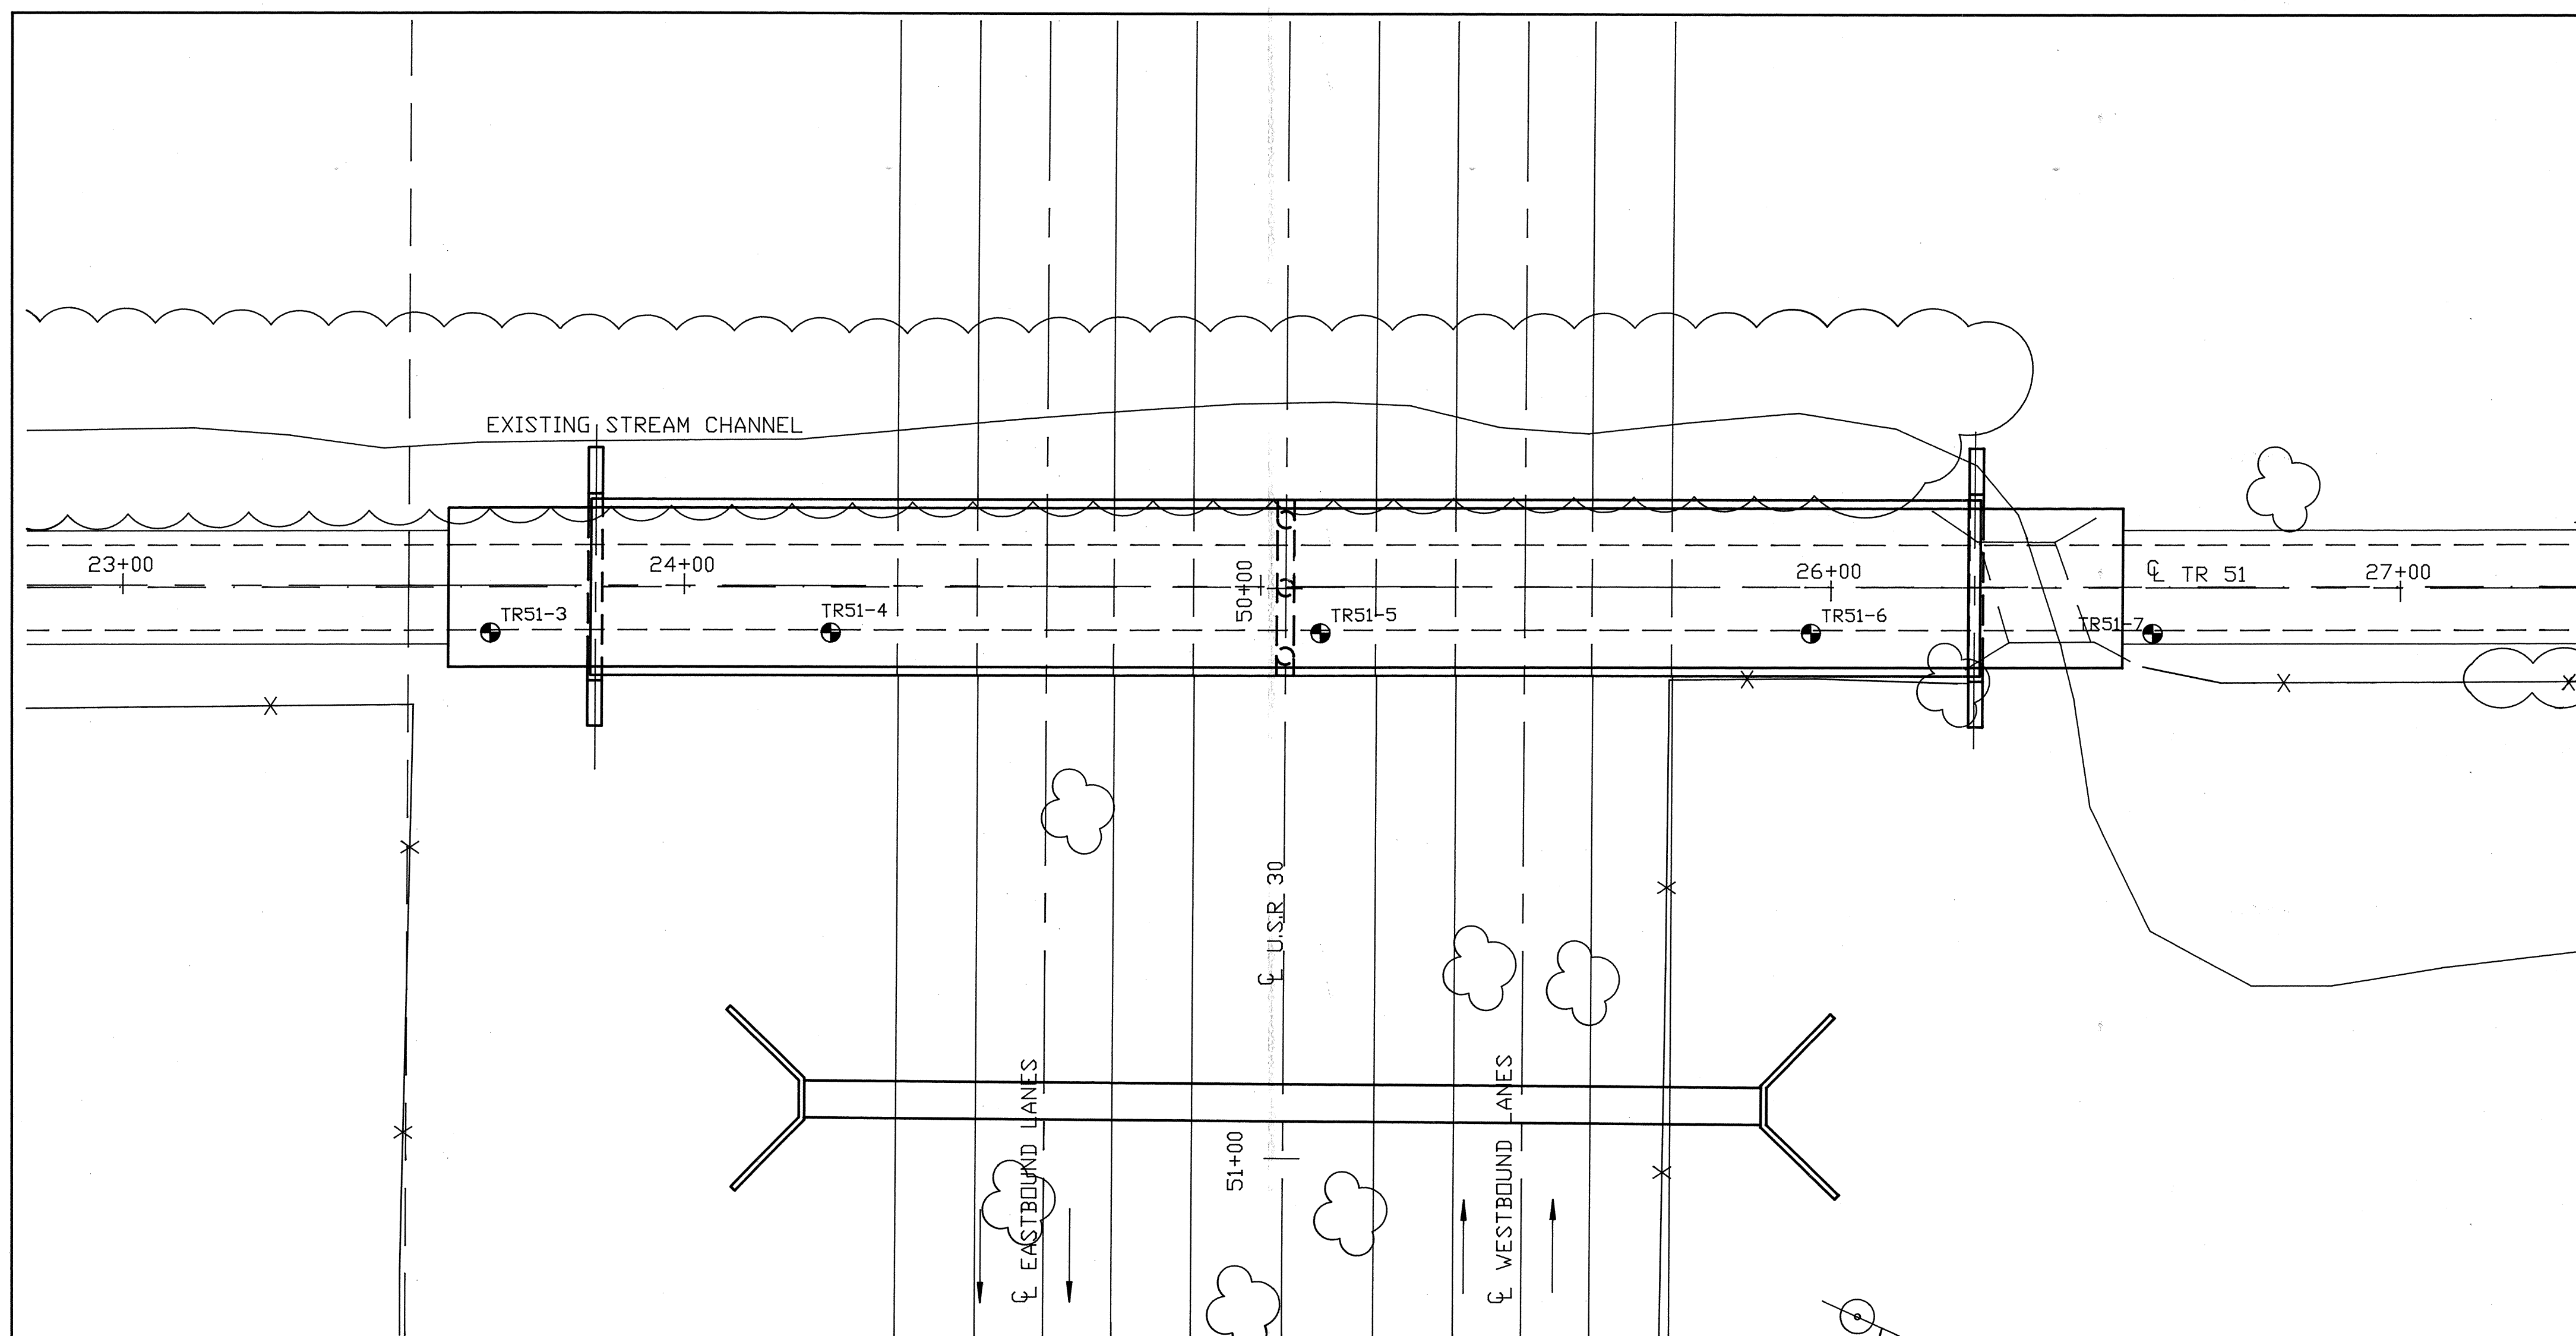 EXISTING STREAM CHANNEL
23+00
24+00
50+00
26+00
℄ TR 51
27+00
TR51-3
TR51-4
TR51-5
TR51-6
TR51-7
℄ U.S.R 30
℄ EASTBOUND LANES
℄ WESTBOUND LANES
51+00